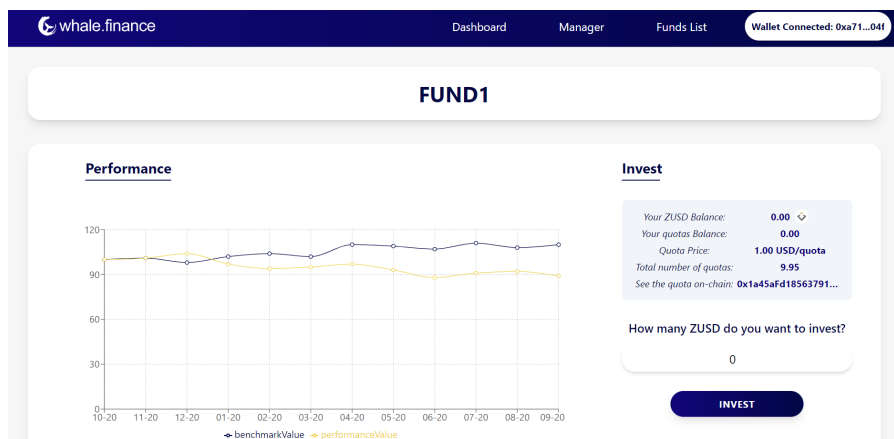 whale.finance
Dashboard Manager Funds List Wallet Connected: 0xa71...04f
FUND1
Performance
120
90
60
30
0
10-20 11-20 12-20 01-20 02-20 03-20 04-20 05-20 06-20 07-20 08-20 09-20
benchmarkValue performanceValue
Invest
Your ZUSD Balance: 0.00
Your quotas Balance: 0.00
Quota Price: 1.00 USD/quota
Total number of quotas: 9.95
See the quota on-chain: 0x1a45aFd18563791...
How many ZUSD do you want to invest?
0
INVEST